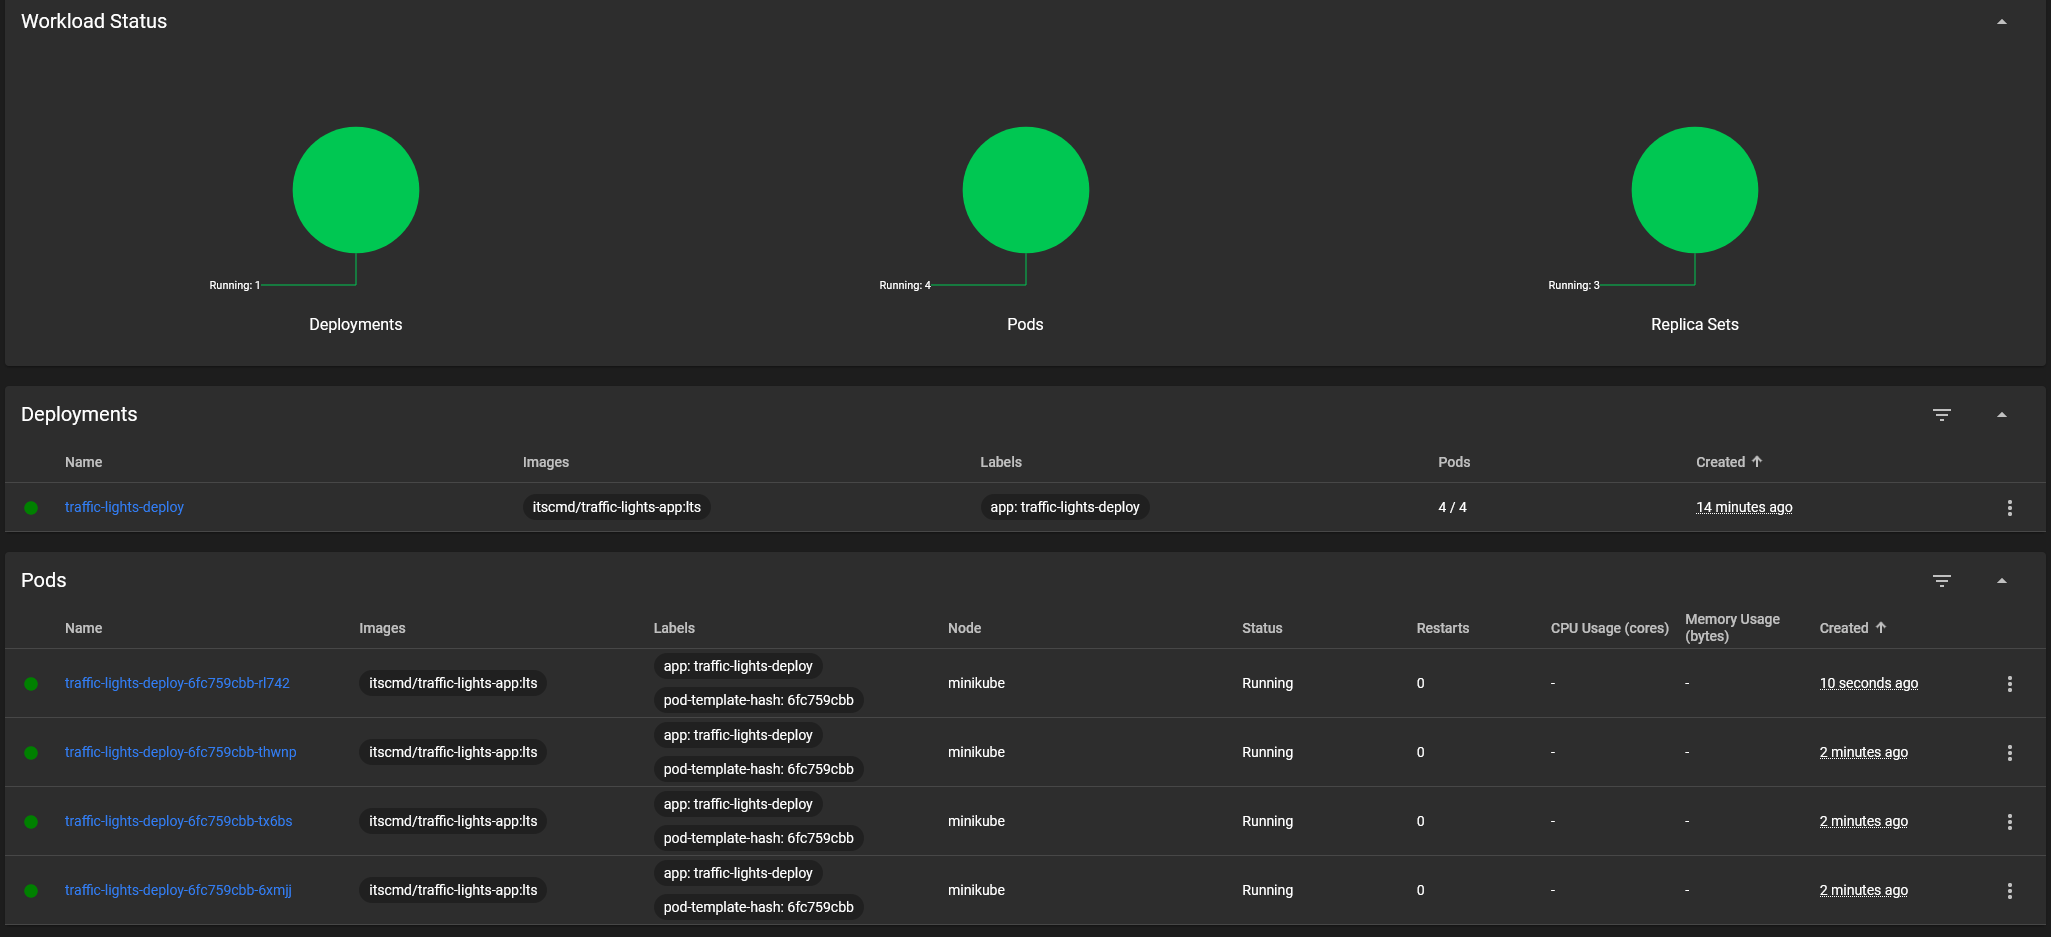 Workload Status
Running: 1
Running: 4
Running: 3
Deployments
Pods
Replica Sets
Deployments
Name Images Labels Pods Created
traffic-lights-deploy itscmd/traffic-lights-app:lts app: traffic-lights-deploy 4 / 4 14 minutes ago
Pods
Name Images Labels Node Status Restarts CPU Usage (cores) Memory Usage (bytes) Created
traffic-lights-deploy-6fc759cbb-rl742 itscmd/traffic-lights-app:lts app: traffic-lights-deploy minikube Running 0 - - 10 seconds ago
pod-template-hash: 6fc759cbb
traffic-lights-deploy-6fc759cbb-thwnp itscmd/traffic-lights-app:lts app: traffic-lights-deploy minikube Running 0 - - 2 minutes ago
pod-template-hash: 6fc759cbb
traffic-lights-deploy-6fc759cbb-tx6bs itscmd/traffic-lights-app:lts app: traffic-lights-deploy minikube Running 0 - - 2 minutes ago
pod-template-hash: 6fc759cbb
traffic-lights-deploy-6fc759cbb-6xmjj itscmd/traffic-lights-app:lts app: traffic-lights-deploy minikube Running 0 - - 2 minutes ago
pod-template-hash: 6fc759cbb